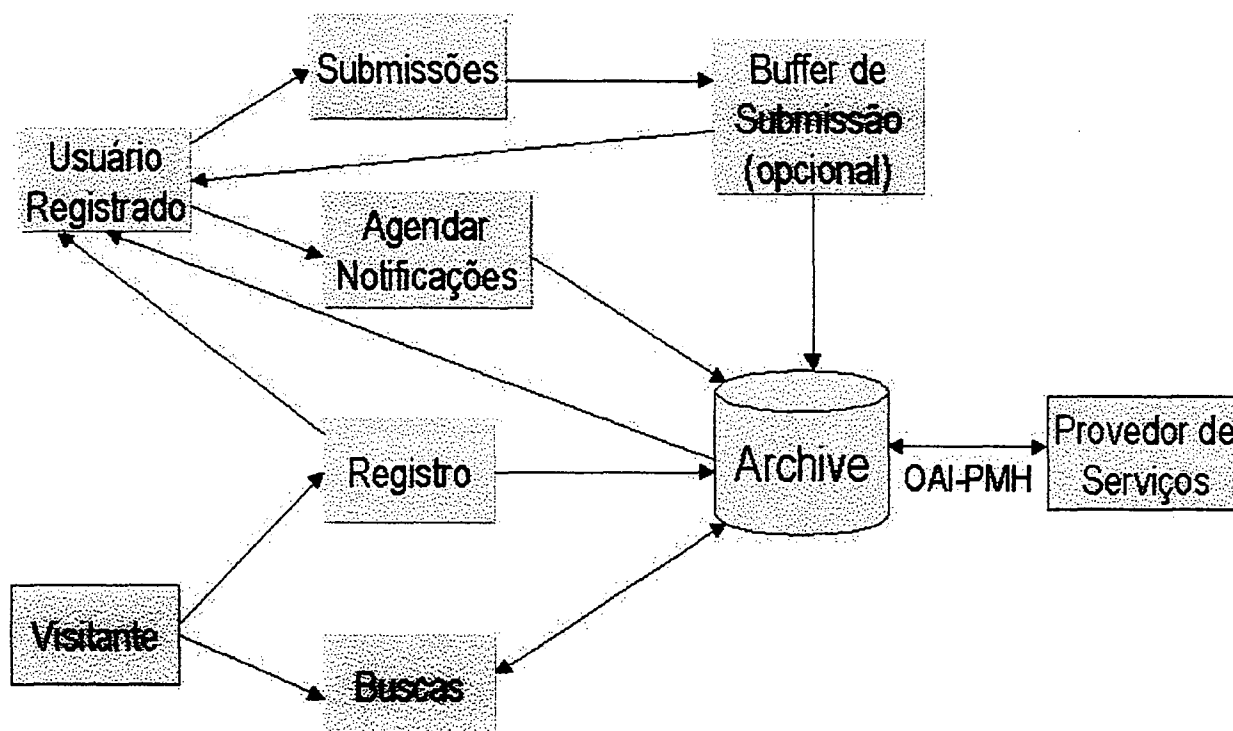 Submissões
Buffer de
Submissão
(opcional)
Usuário
Registrado
Agendar
Notificações
Registro
Archive
OAI-PMH
Provedor de
Serviços
Visitante
Buscas